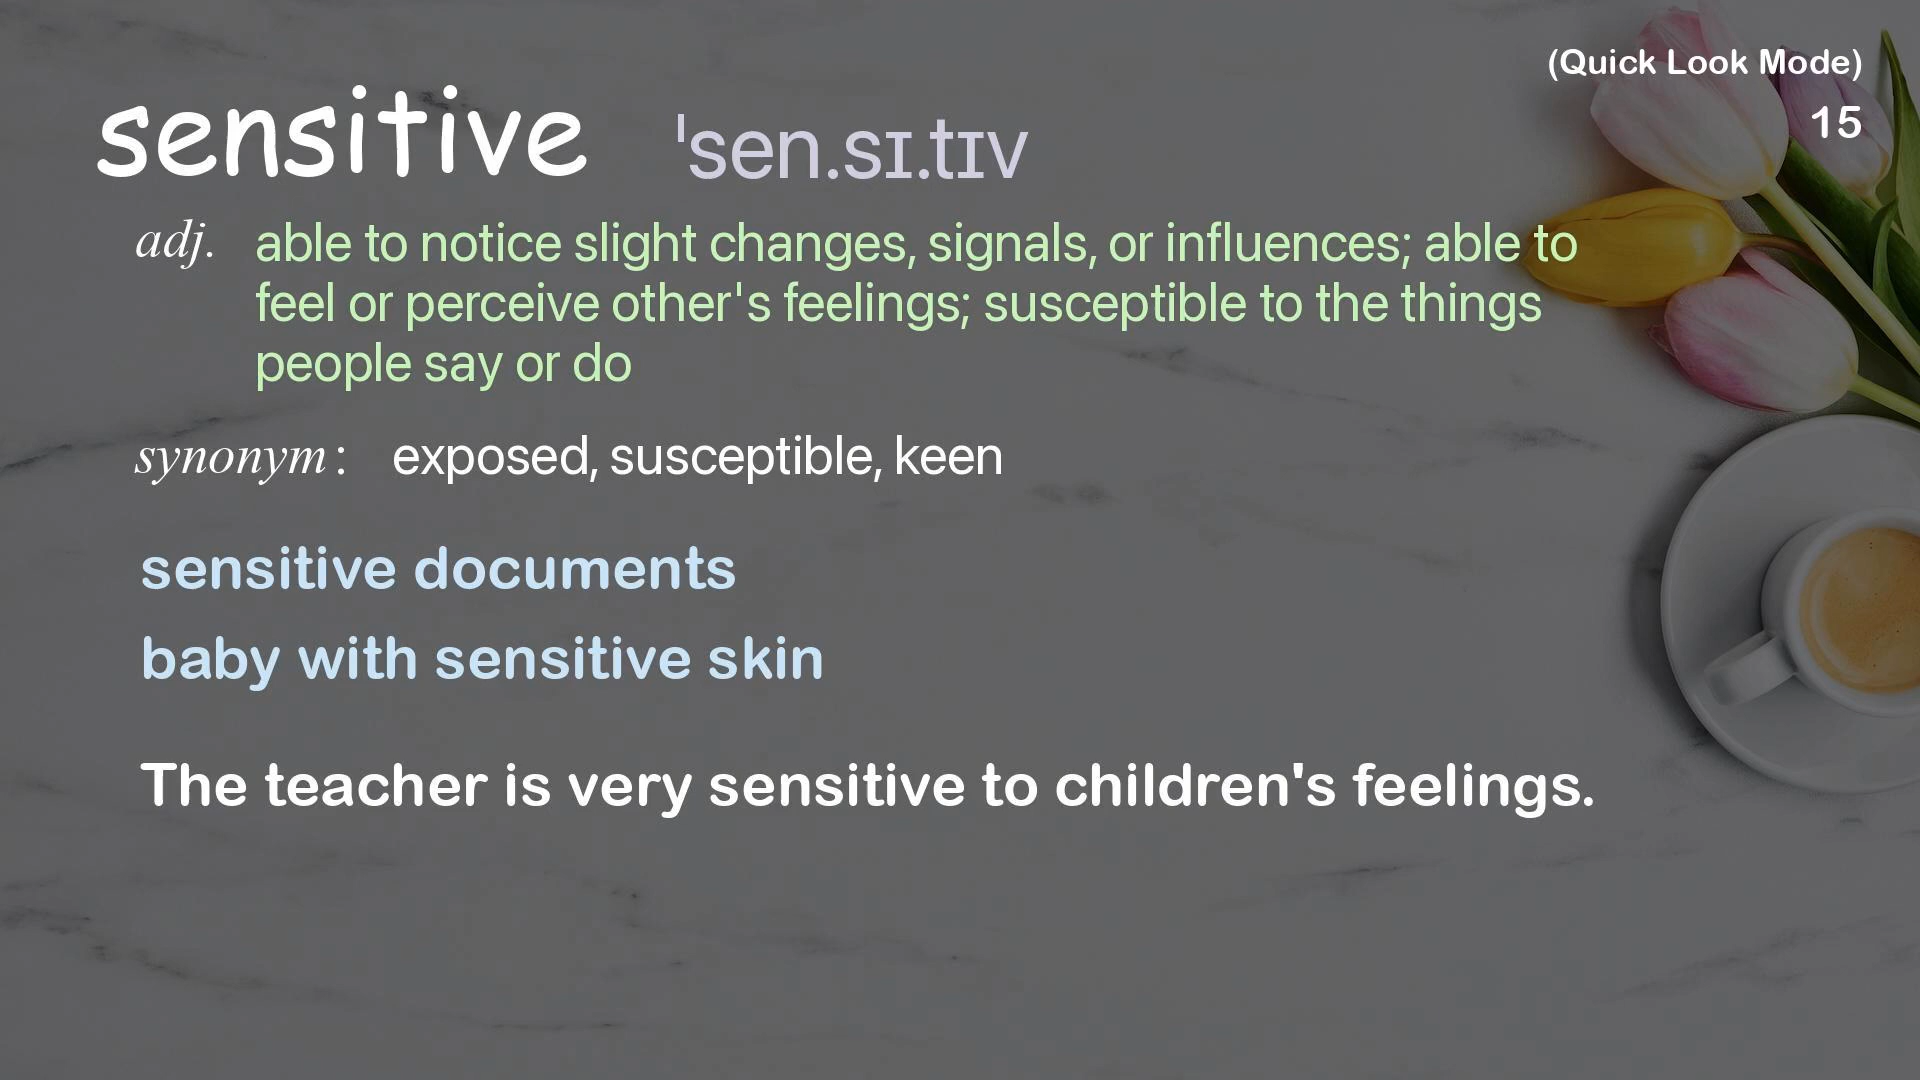 (Quick Look Mode)
15
sensitive ˈsen.sɪ.tɪv
adj. able to notice slight changes, signals, or influences; able to
feel or perceive other's feelings; susceptible to the things
people say or do
synonym: exposed, susceptible, keen
sensitive documents
baby with sensitive skin
The teacher is very sensitive to children's feelings.